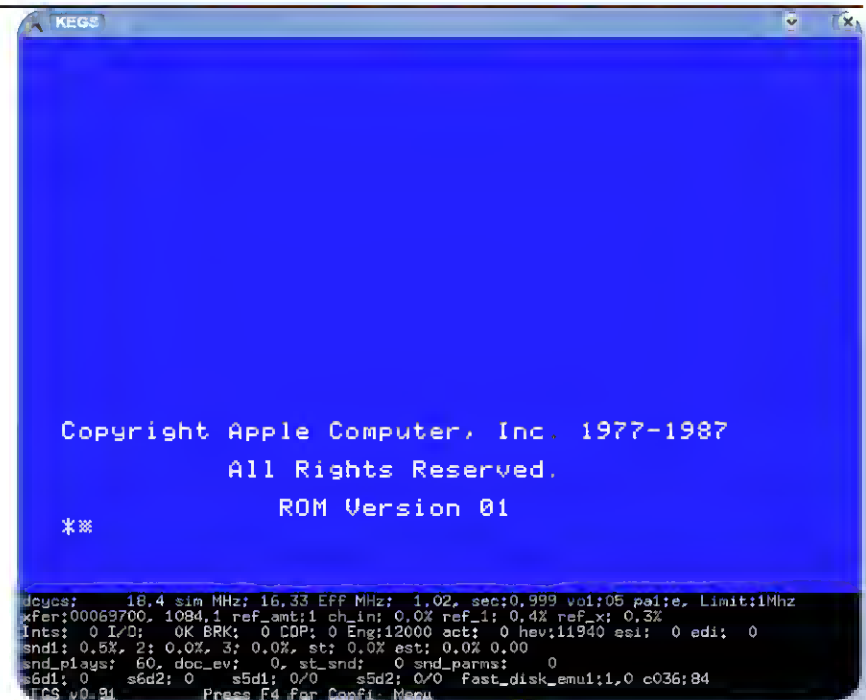 KEGS
Copyright Apple Computer, Inc. 1977-1987
All Rights Reserved.
ROM Version 01
*
dcycs: 18.4 sim MHz: 16.33 Eff MHz: 1.02, sec:0.999 vol:05 pal:e, Limit:1Mhz
xfer:00069700, 1084.1 ref_amt:1 ch_in: 0.0% ref_l: 0.4% ref_x: 0.3%
Ints: 0 I/O: 0K BRK: 0 COP: 0 Eng:12000 act: 0 hev:11940 esi: 0 edi: 0
snd1: 0.5%, 2: 0.0%, 3: 0.0%, st: 0.0% est: 0.0% 0.00
snd_plays: 60, doc_ev: 0, st_snd: 0 snd_parms: 0
s6d1: 0 s6d2: 0 s5d1: 0/0 s5d2: 0/0 fast_disk_emul:1,0 c036:84
v0.91 Press F4 for Menu